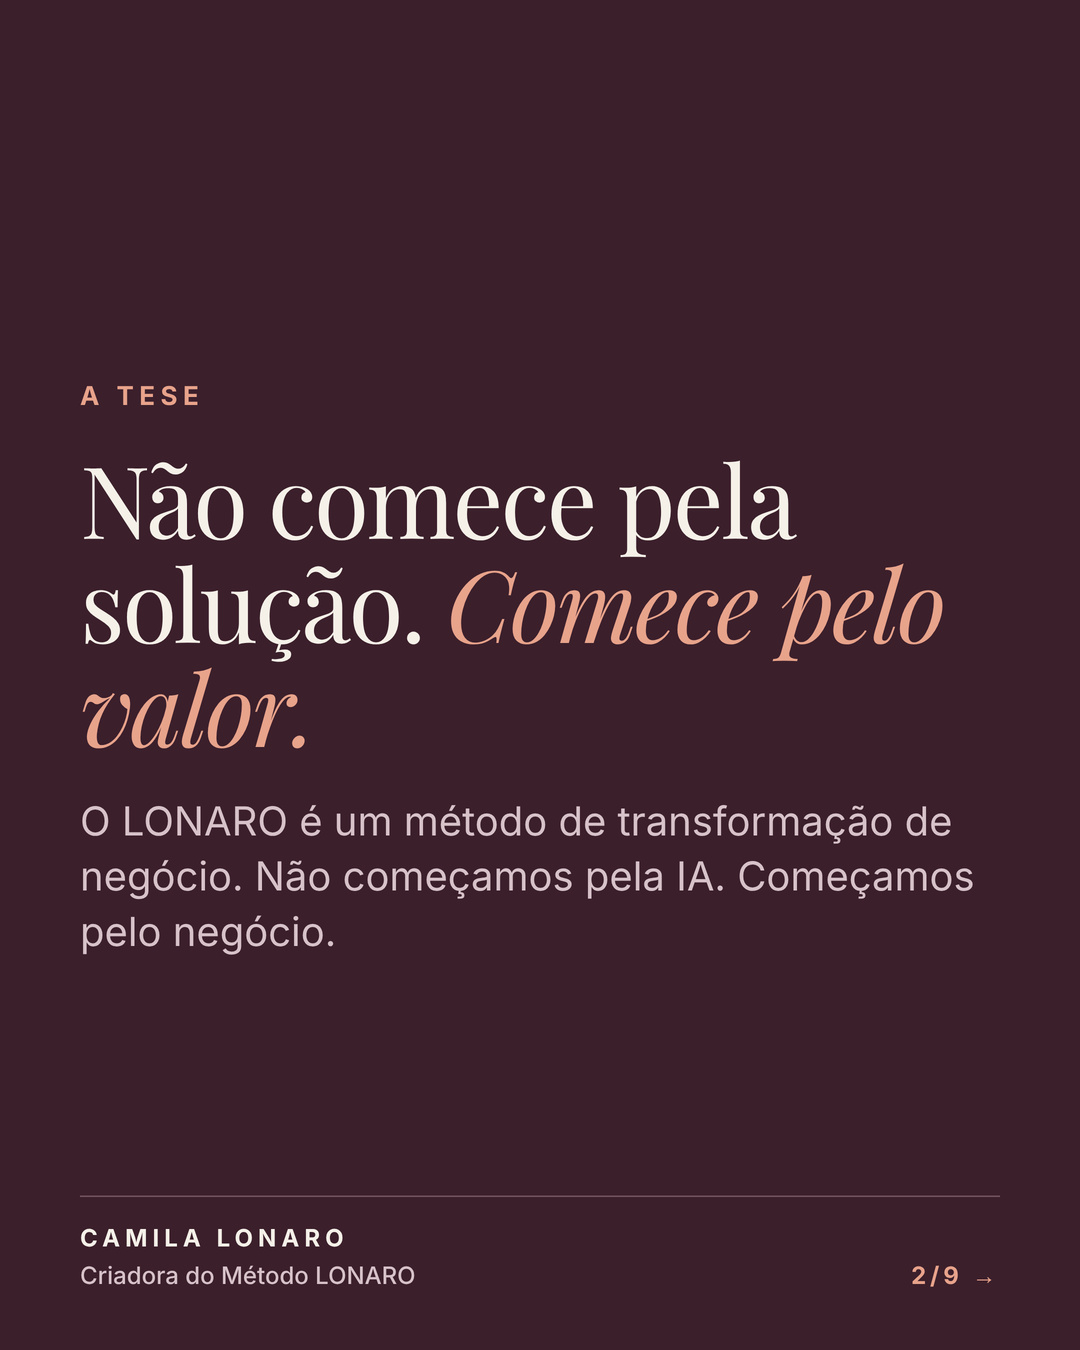 A TESE
Não comece pela
solução. Comece pelo
valor.
O LONARO é um método de transformação de
negócio. Não começamos pela IA. Começamos
pelo negócio.
CAMILA LONARO
Criadora do Método LONARO
2/9 →